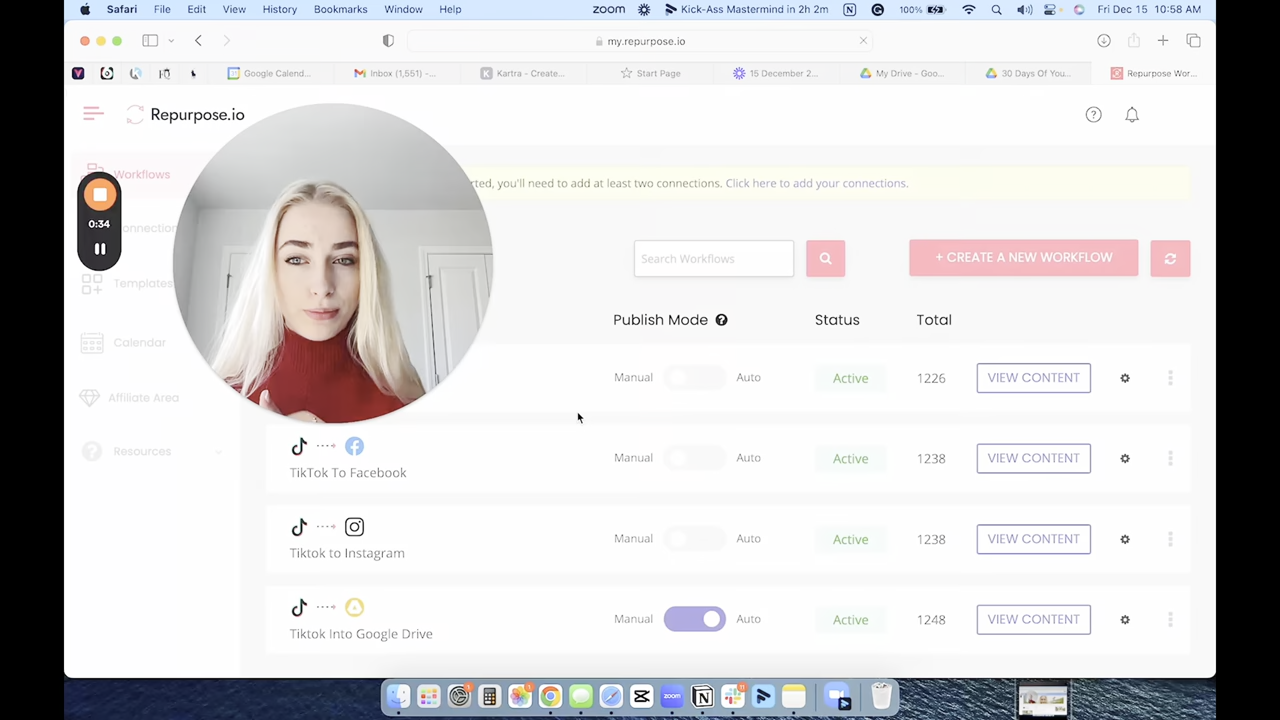 Safari File Edit View History Bookmarks Window Help zoom Kick-Ass Mastermind in 2h 2m 100% Fri Dec 15 10:58 AM
my.repurpose.io
Google Calend... Inbox (1,551) -... Kartra - Create... Start Page 15 December 2... My Drive – Goo... 30 Days Of You... Repurpose Wor...
Repurpose.io
Workflows
rted, you'll need to add at least two connections. Click here to add your connections.
0:34
onnection
Search Workflows
+ CREATE A NEW WORKFLOW
Templates
Publish Mode Status Total
Calendar
Manual Auto Active 1226 VIEW CONTENT
Affiliate Area
Resources
TikTok To Facebook
Manual Auto Active 1238 VIEW CONTENT
Tiktok to Instagram
Manual Auto Active 1238 VIEW CONTENT
Tiktok Into Google Drive
Manual Auto Active 1248 VIEW CONTENT
zoom